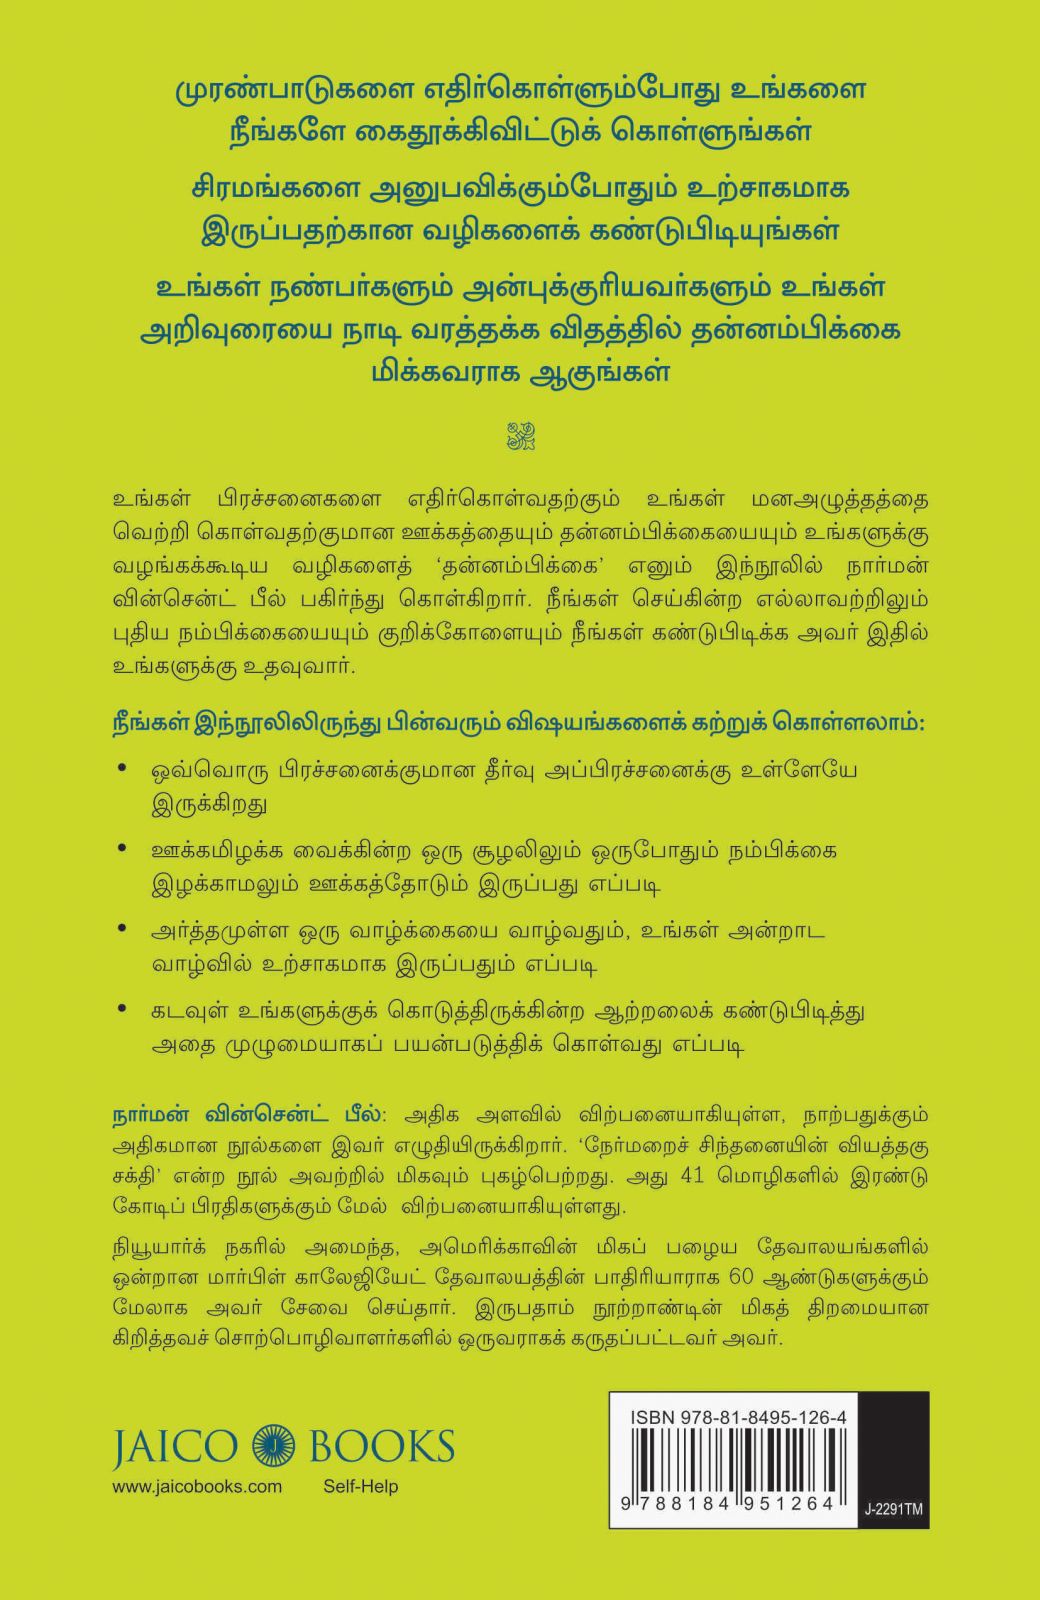 முரண்பாடுகளை எதிர்கொள்ளும்போது உங்களை
நீங்களே கைதூக்கிவிட்டுக் கொள்ளுங்கள்
சிரமங்களை அனுபவிக்கும்போதும் உற்சாகமாக
இருப்பதற்கான வழிகளைக் கண்டுபிடியுங்கள்
உங்கள் நண்பர்களும் அன்புக்குரியவர்களும் உங்கள்
அறிவுரையை நாடி வரத்தக்க விதத்தில் தன்னம்பிக்கை
மிக்கவராக ஆகுங்கள்
உங்கள் பிரச்சனைகளை எதிர்கொள்வதற்கும் உங்கள் மனஅழுத்தத்தை
வெற்றி கொள்வதற்குமான ஊக்கத்தையும் தன்னம்பிக்கையையும் உங்களுக்கு
வழங்கக்கூடிய வழிகளைத் ‘தன்னம்பிக்கை’ எனும் இந்நூலில் நார்மன்
வின்சென்ட் பீல் பகிர்ந்து கொள்கிறார். நீங்கள் செய்கின்ற எல்லாவற்றிலும்
புதிய நம்பிக்கையையும் குறிக்கோளையும் நீங்கள் கண்டுபிடிக்க அவர் இதில்
உங்களுக்கு உதவுவார்.
நீங்கள் இந்நூலிலிருந்து பின்வரும் விஷயங்களைக் கற்றுக் கொள்ளலாம்:
• ஒவ்வொரு பிரச்சனைக்குமான தீர்வு அப்பிரச்சனைக்கு உள்ளேயே
இருக்கிறது
• ஊக்கமிழக்க வைக்கின்ற ஒரு சூழலிலும் ஒருபோதும் நம்பிக்கை
இழக்காமலும் ஊக்கத்தோடும் இருப்பது எப்படி
• அர்த்தமுள்ள ஒரு வாழ்க்கையை வாழ்வதும், உங்கள் அன்றாட
வாழ்வில் உற்சாகமாக இருப்பதும் எப்படி
• கடவுள் உங்களுக்குக் கொடுத்திருக்கின்ற ஆற்றலைக் கண்டுபிடித்து
அதை முழுமையாகப் பயன்படுத்திக் கொள்வது எப்படி
நார்மன் வின்சென்ட் பீல்: அதிக அளவில் விற்பனையாகியுள்ள, நாற்பதுக்கும்
அதிகமான நூல்களை இவர் எழுதியிருக்கிறார். ‘நேர்மறைச் சிந்தனையின் வியத்தகு
சக்தி’ என்ற நூல் அவற்றில் மிகவும் புகழ்பெற்றது. அது 41 மொழிகளில் இரண்டு
கோடிப் பிரதிகளுக்கும் மேல் விற்பனையாகியுள்ளது.
நியூயார்க் நகரில் அமைந்த, அமெரிக்காவின் மிகப் பழைய தேவாலயங்களில்
ஒன்றான மார்பிள் காலேஜியேட் தேவாலயத்தின் பாதிரியாராக 60 ஆண்டுகளுக்கும்
மேலாக அவர் சேவை செய்தார். இருபதாம் நூற்றாண்டின் மிகத் திறமையான
கிறித்தவச் சொற்பொழிவாளர்களில் ஒருவராகக் கருதப்பட்டவர் அவர்.
JAICO J BOOKS
www.jaicobooks.com Self-Help
ISBN 978-81-8495-126-4
9 788184 951264
J-2291TM